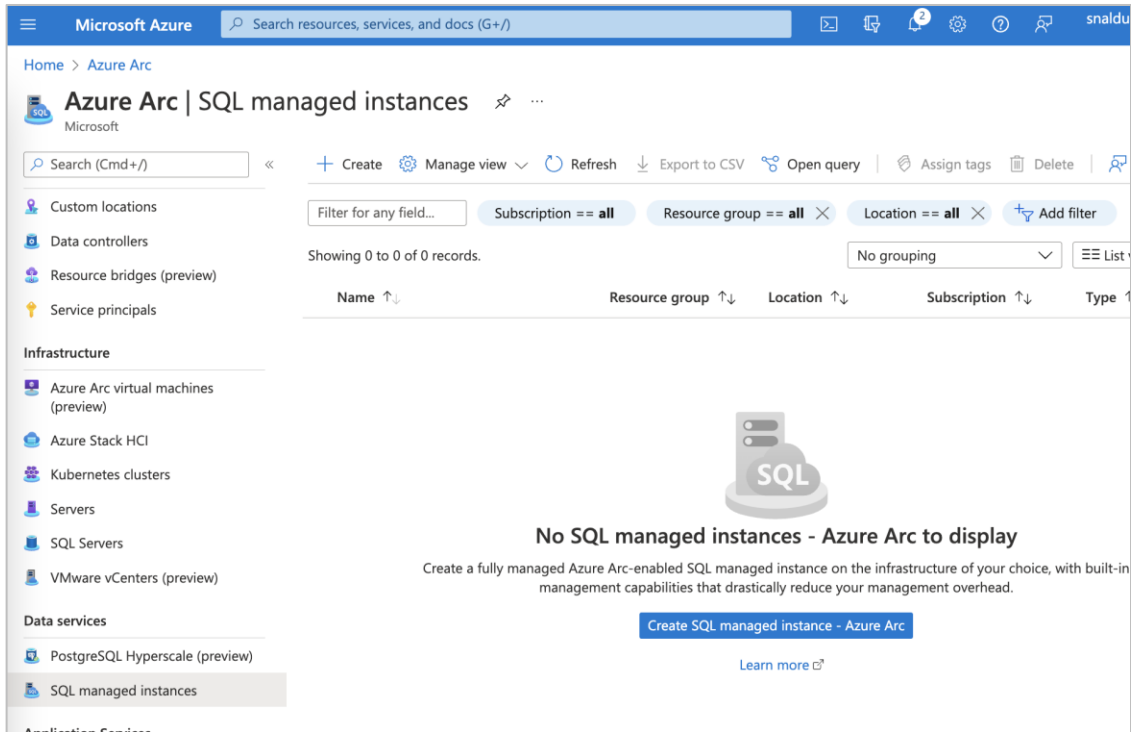 Microsoft Azure
Search resources, services, and docs (G+/)
2
snaldu
Home > Azure Arc
SQL
Azure Arc | SQL managed instances
...
Microsoft
Search (Cmd+/)
«
Create
Manage view
Refresh
Export to CSV
Open query
Assign tags
Delete
Custom locations
Data controllers
Resource bridges (preview)
Service principals
Infrastructure
Azure Arc virtual machines
(preview)
Azure Stack HCI
Kubernetes clusters
Servers
SQL Servers
VMware vCenters (preview)
Data services
PostgreSQL Hyperscale (preview)
SQL managed instances
Application Services
Filter for any field...
Subscription == all
Resource group == all
Location == all
Add filter
Showing 0 to 0 of 0 records.
No grouping
List
Name ↑↓
Resource group ↑↓
Location ↑↓
Subscription ↑↓
Type ↑
SQL
No SQL managed instances - Azure Arc to display
Create a fully managed Azure Arc-enabled SQL managed instance on the infrastructure of your choice, with built-in
management capabilities that drastically reduce your management overhead.
Create SQL managed instance - Azure Arc
Learn more